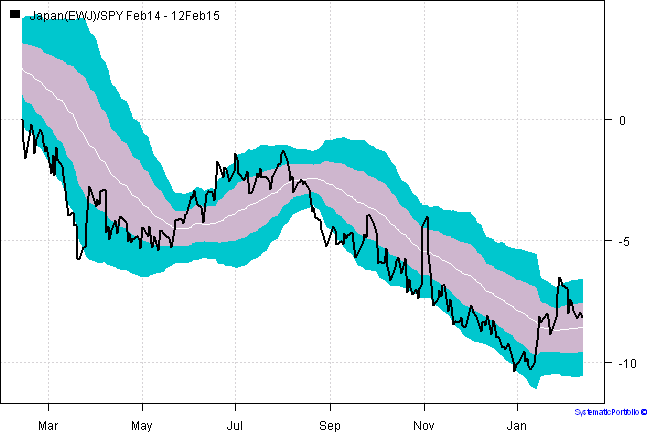 Japan(EWJ)/SPY Feb14 - 12Feb15
0
-5
-10
Mar May Jul Sep Nov Jan
SystematicPortfolio ©